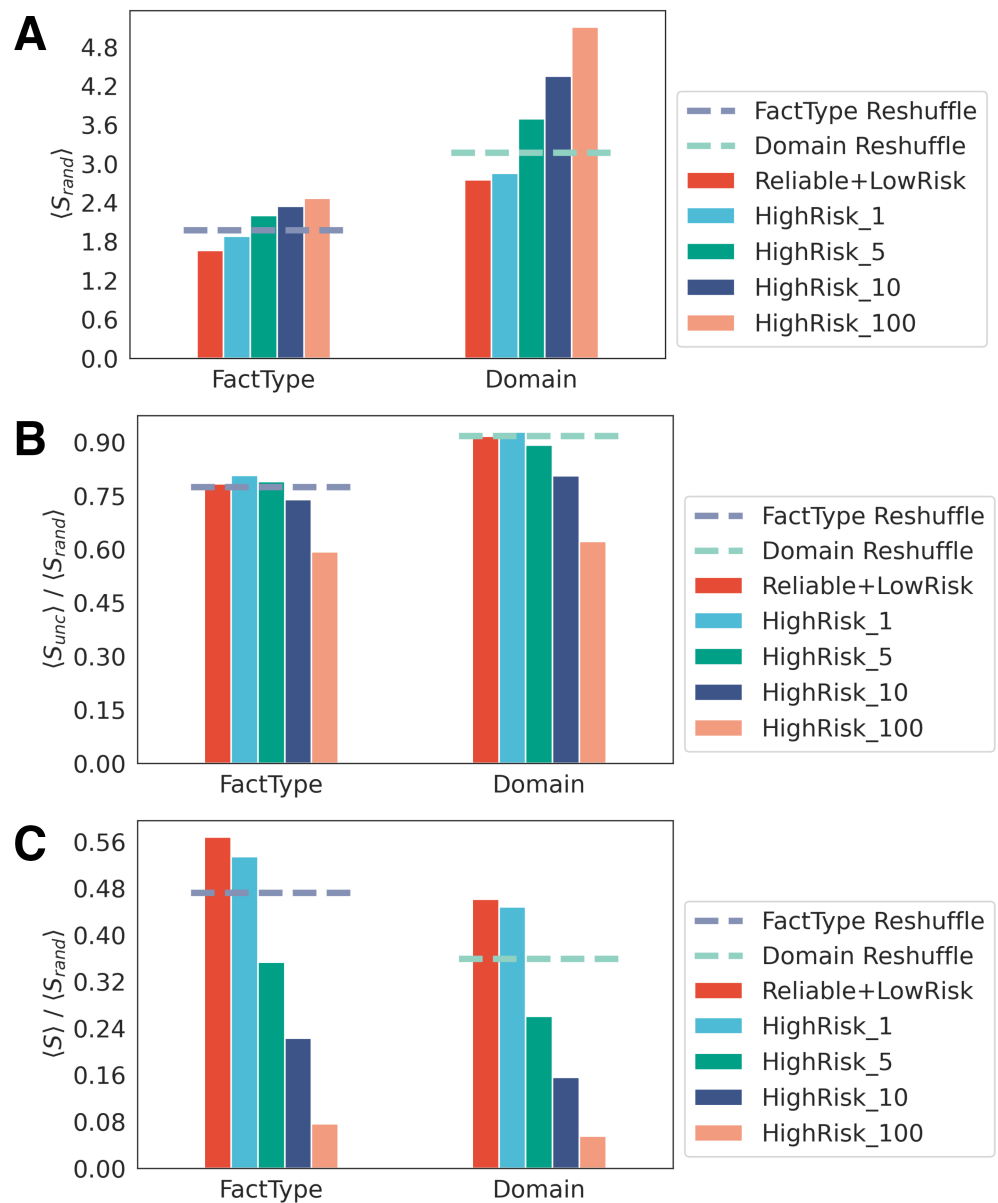 A
4.8
4.2
3.6
3.0
2.4
1.8
1.2
0.6
0.0
⟨S_rand⟩
FactType
Domain
FactType Reshuffle
Domain Reshuffle
Reliable+LowRisk
HighRisk_1
HighRisk_5
HighRisk_10
HighRisk_100
B
0.90
0.75
0.60
0.45
0.30
0.15
0.00
⟨S_unc⟩ / ⟨S_rand⟩
FactType
Domain
FactType Reshuffle
Domain Reshuffle
Reliable+LowRisk
HighRisk_1
HighRisk_5
HighRisk_10
HighRisk_100
C
0.56
0.48
0.40
0.32
0.24
0.16
0.08
0.00
⟨S⟩ / ⟨S_rand⟩
FactType
Domain
FactType Reshuffle
Domain Reshuffle
Reliable+LowRisk
HighRisk_1
HighRisk_5
HighRisk_10
HighRisk_100